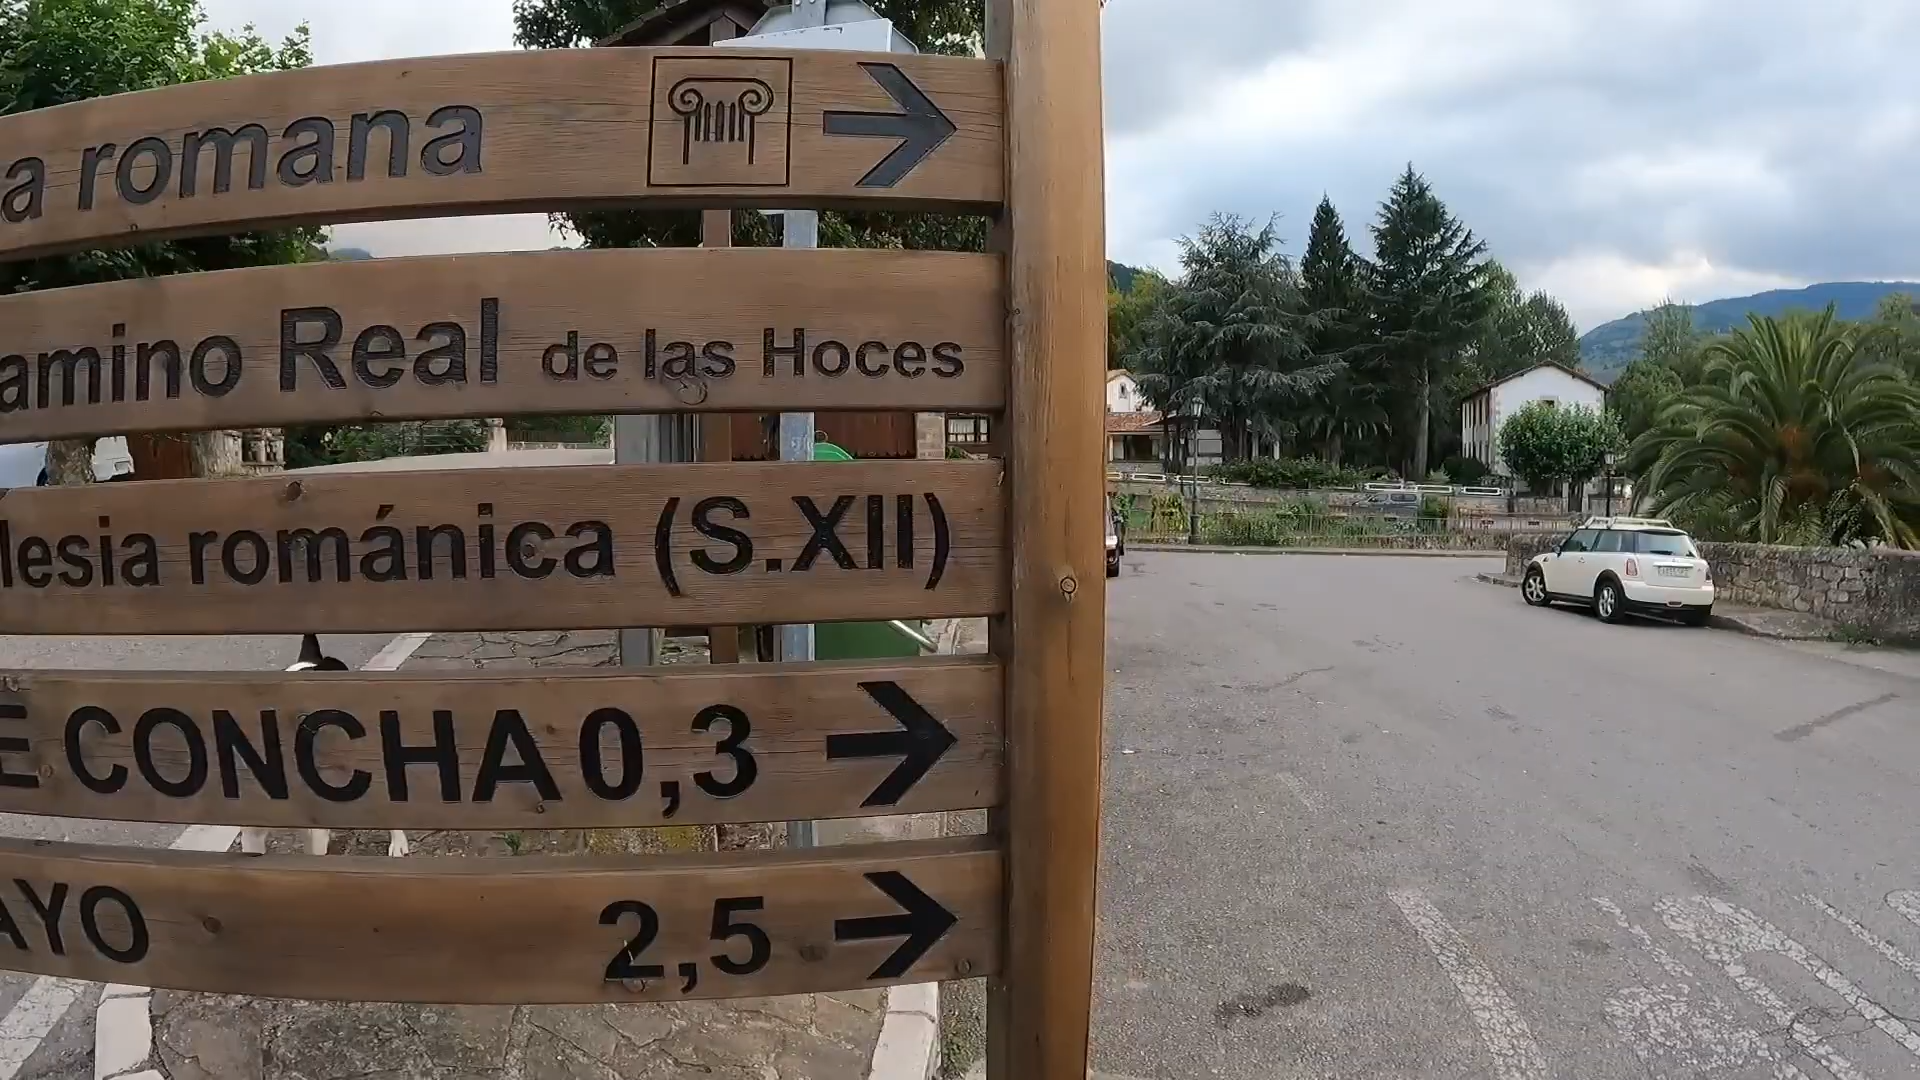 a romana
amino Real de las Hoces
lesia románica (S.XII)
E CONCHA 0,3
AYO 2,5